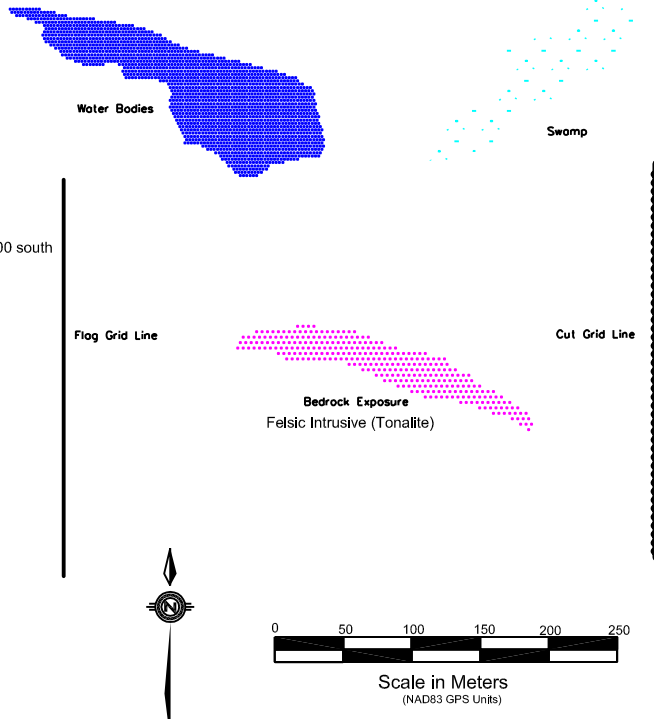 Water Bodies
Swamp
00 south
Flag Grid Line
Cut Grid Line
Bedrock Exposure
Felsic Intrusive (Tonalite)
N
0 50 100 150 200 250
Scale in Meters
(NAD83 GPS Units)